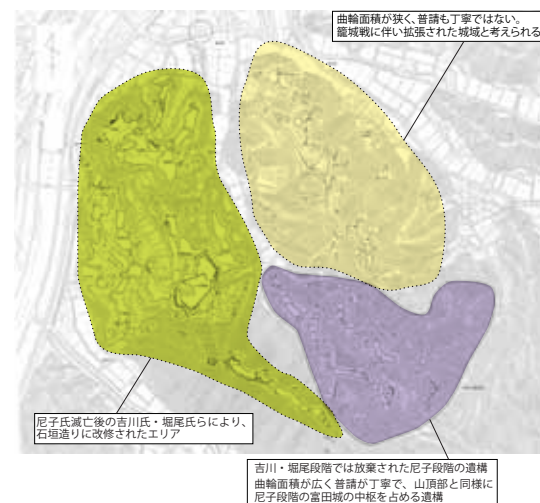 曲輪面積が狭く、普請も丁寧ではない。
籠城戦に伴い拡張された城域と考えられる
尼子氏滅亡後の吉川氏・堀尾氏らにより、
石垣造りに改修されたエリア
吉川・堀尾段階では放棄された尼子段階の遺構
曲輪面積が広く普請が丁寧で、山頂部と同様に
尼子段階の富田城の中枢を占める遺構